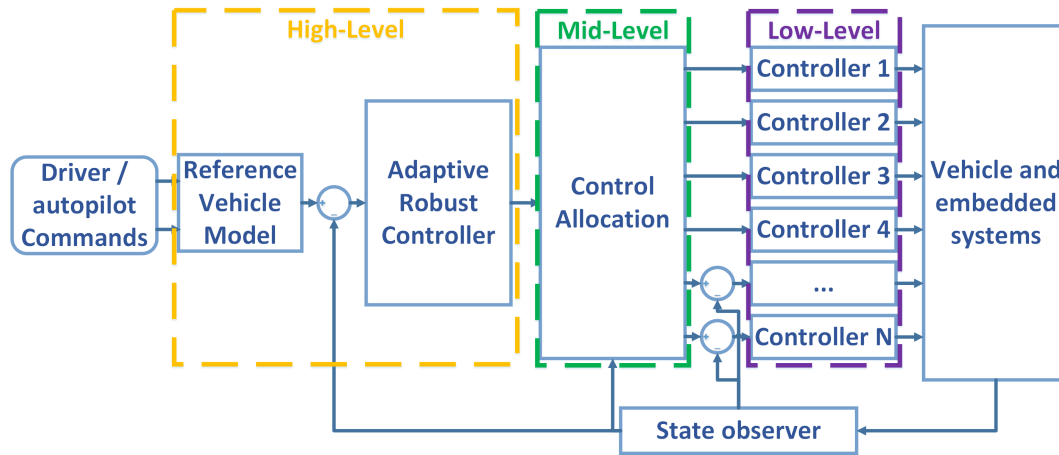 High-Level
Mid-Level
Low-Level
Driver /
autopilot
Commands
Reference
Vehicle
Model
+
−
Adaptive
Robust
Controller
Control
Allocation
Controller 1
Controller 2
Controller 3
Controller 4
+
−
...
+
−
Controller N
Vehicle and
embedded
systems
State observer